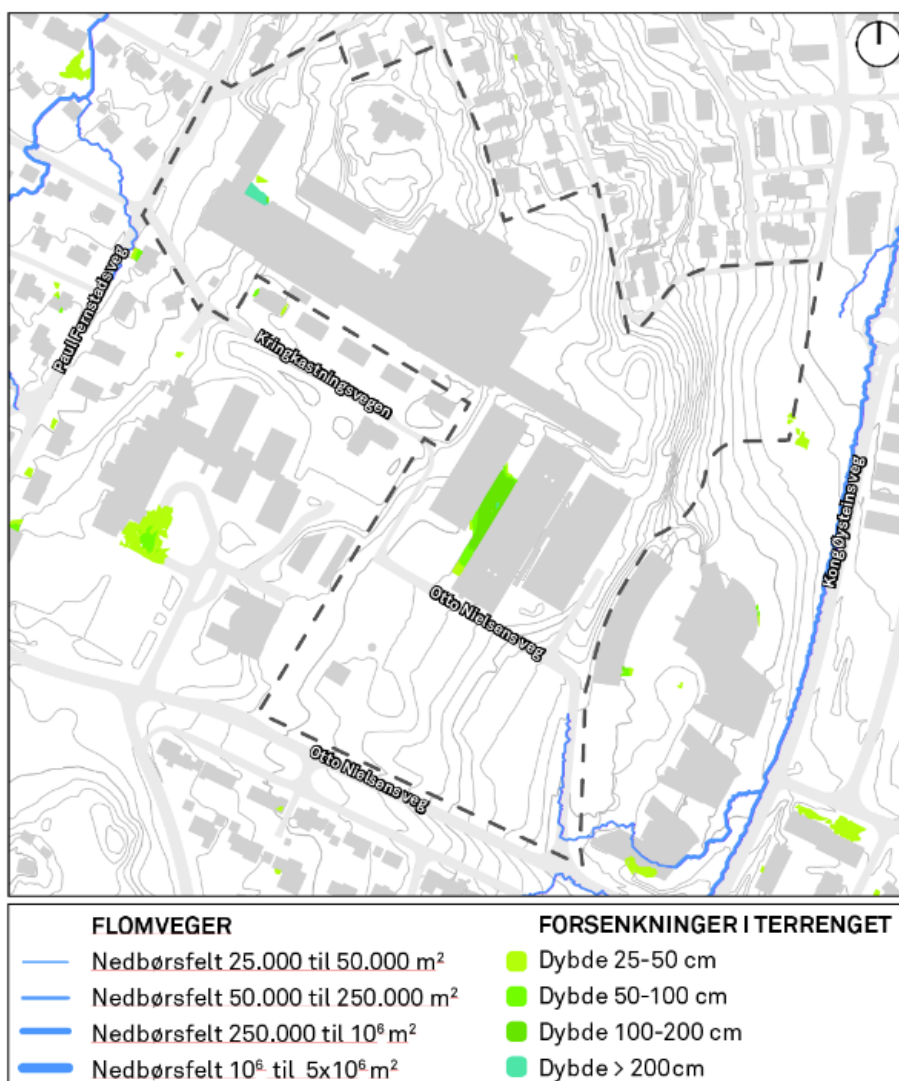 Paul Fernstads veg
Kringkastningsvegen
Kong Øysteins veg
Otto Nielsens veg
Otto Nielsens veg
FLOMVEGER
Nedbørsfelt 25.000 til 50.000 m²
Nedbørsfelt 50.000 til 250.000 m²
Nedbørsfelt 250.000 til 10⁶ m²
Nedbørsfelt 10⁶ til 5x10⁶ m²
FORSENKNINGER I TERRENGET
Dybde 25-50 cm
Dybde 50-100 cm
Dybde 100-200 cm
Dybde > 200cm